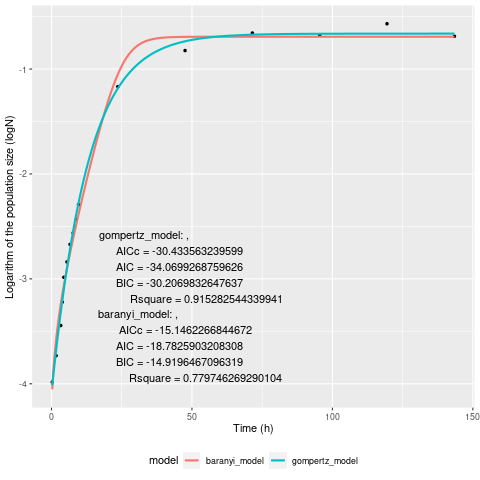 -1
-2
-3
-4
Logarithm of the population size (logN)
gompertz_model: ,
AICc = -30.433563239599
AIC = -34.0699268759626
BIC = -30.2069832647637
Rsquare = 0.915282544339941
baranyi_model: ,
AICc = -15.1462266844672
AIC = -18.7825903208308
BIC = -14.9196467096319
Rsquare = 0.779746269290104
0 50 100 150
Time (h)
model baranyi_model gompertz_model